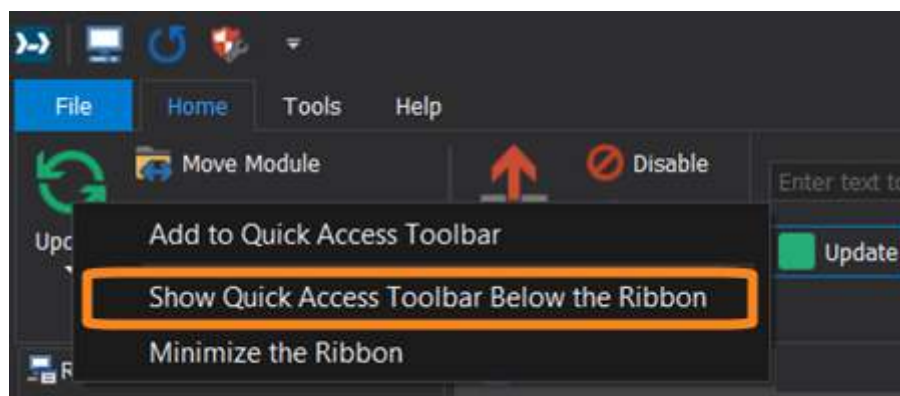 File Home Tools Help
Move Module
Disable
Enter text to
Upd
Add to Quick Access Toolbar
Update
Show Quick Access Toolbar Below the Ribbon
Minimize the Ribbon
R